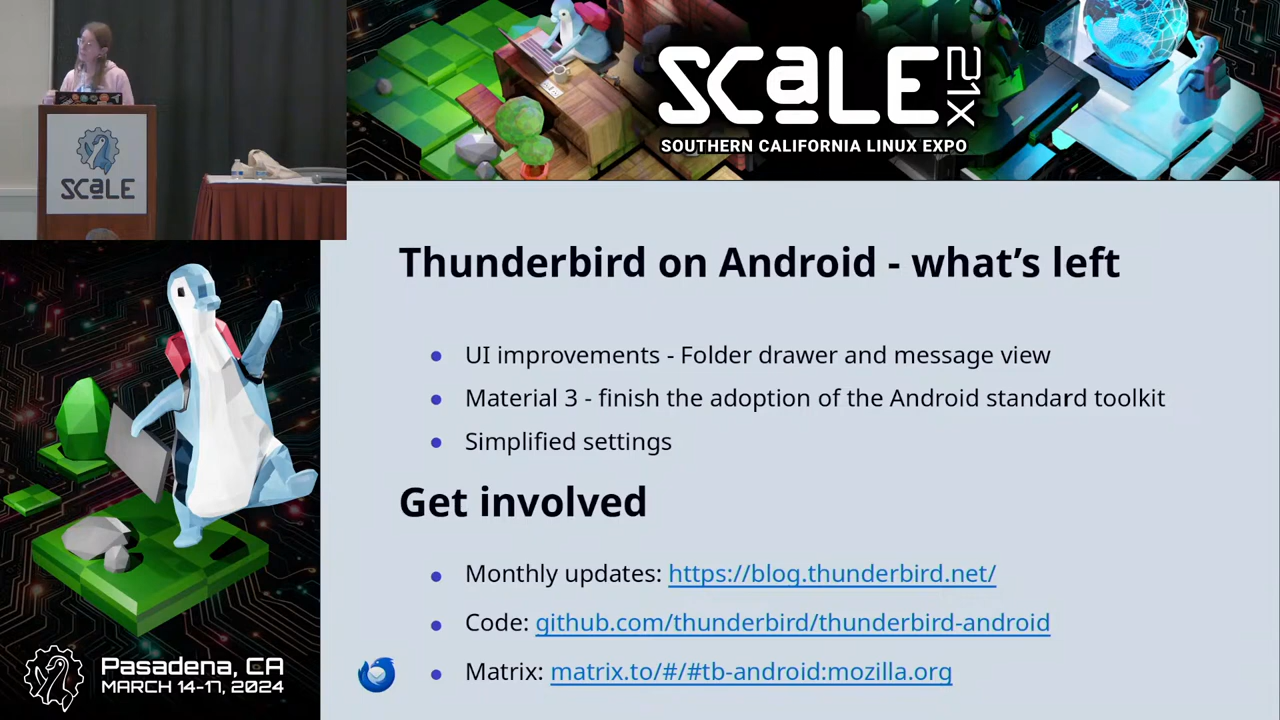 SCaLE
21x
SOUTHERN CALIFORNIA LINUX EXPO
SCaLE
Thunderbird on Android - what’s left
UI improvements - Folder drawer and message view
Material 3 - finish the adoption of the Android standard toolkit
Simplified settings
Get involved
Monthly updates: https://blog.thunderbird.net/
Code: github.com/thunderbird/thunderbird-android
Matrix: matrix.to/#/#tb-android:mozilla.org
Pasadena, CA
MARCH 14-17, 2024